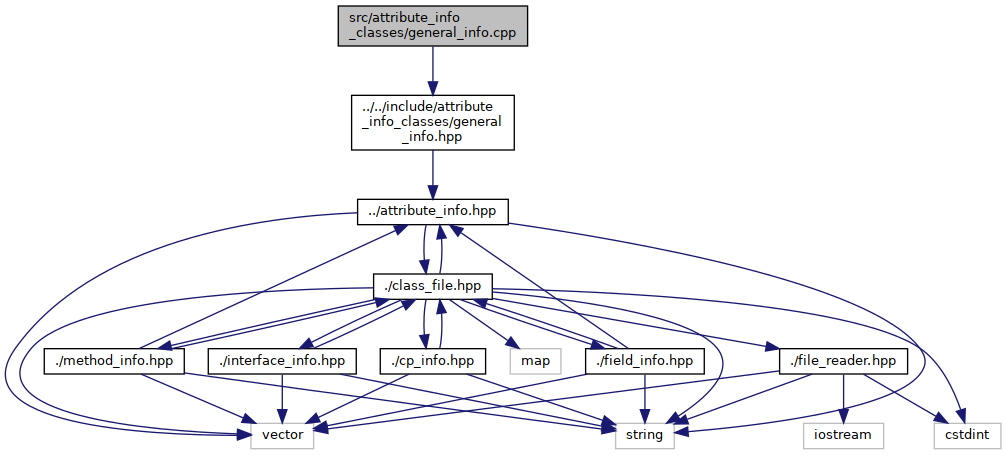 src/attribute_info
_classes/general_info.cpp
../../include/attribute
_info_classes/general
_info.hpp
../attribute_info.hpp
./class_file.hpp
./method_info.hpp
./interface_info.hpp
./cp_info.hpp
map
./field_info.hpp
./file_reader.hpp
vector
string
iostream
cstdint